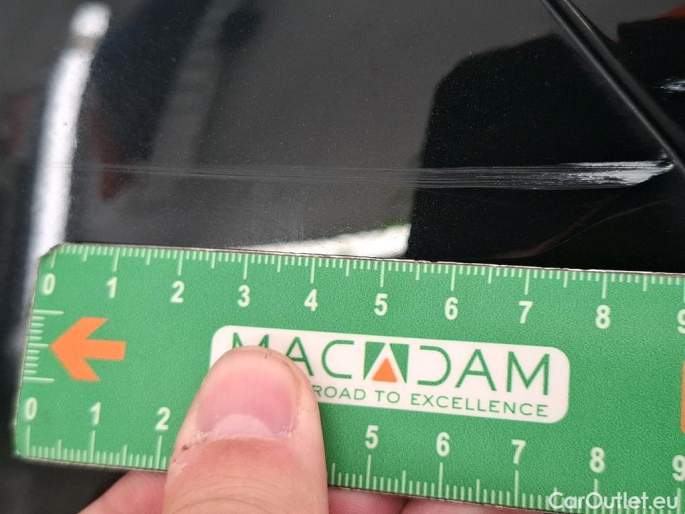 0 1 2 3 4 5 6 7 8 9
MACADAM
ROAD TO EXCELLENCE
0 1 2 5 6 7 8 9
CarOutlet.eu